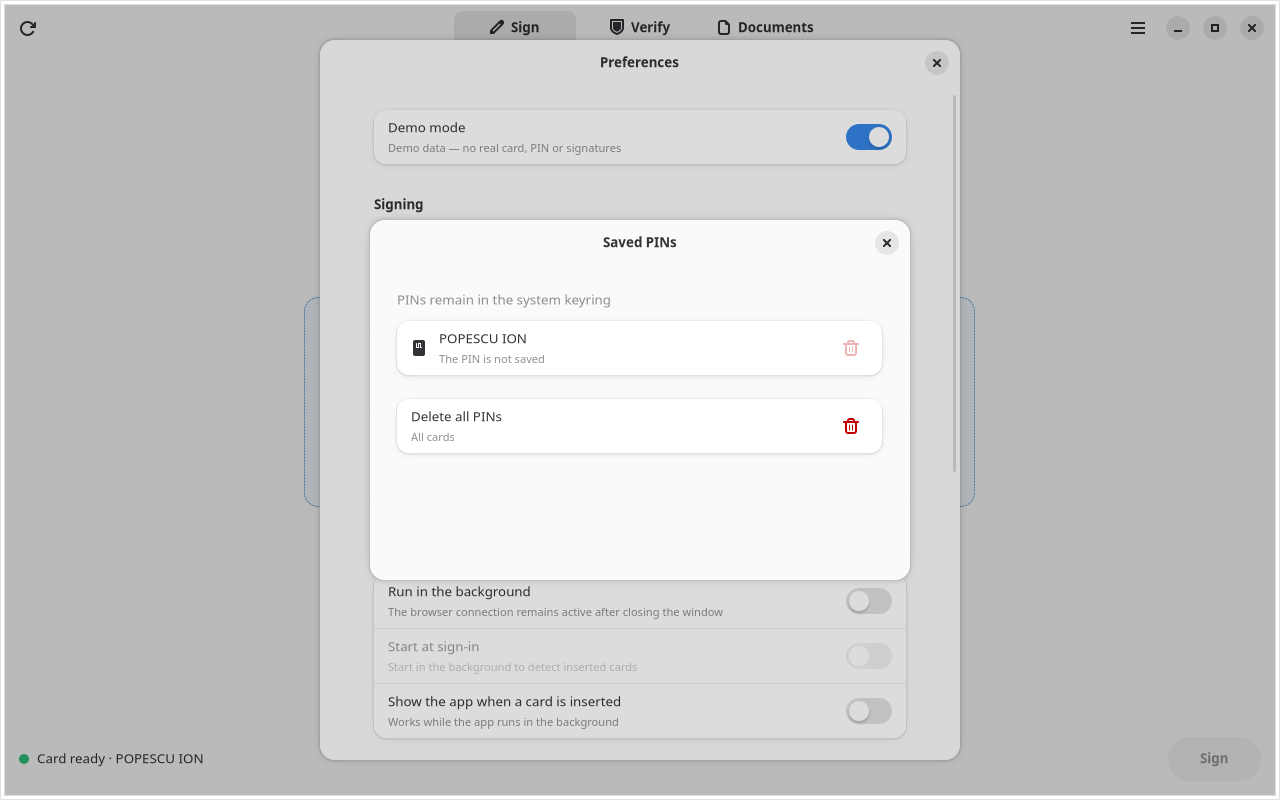 Sign
Verify
Documents
Preferences
Demo mode
Demo data — no real card, PIN or signatures
Signing
Saved PINs
PINs remain in the system keyring
POPESCU ION
The PIN is not saved
Delete all PINs
All cards
Run in the background
The browser connection remains active after closing the window
Start at sign-in
Start in the background to detect inserted cards
Show the app when a card is inserted
Works while the app runs in the background
Card ready · POPESCU ION
Sign